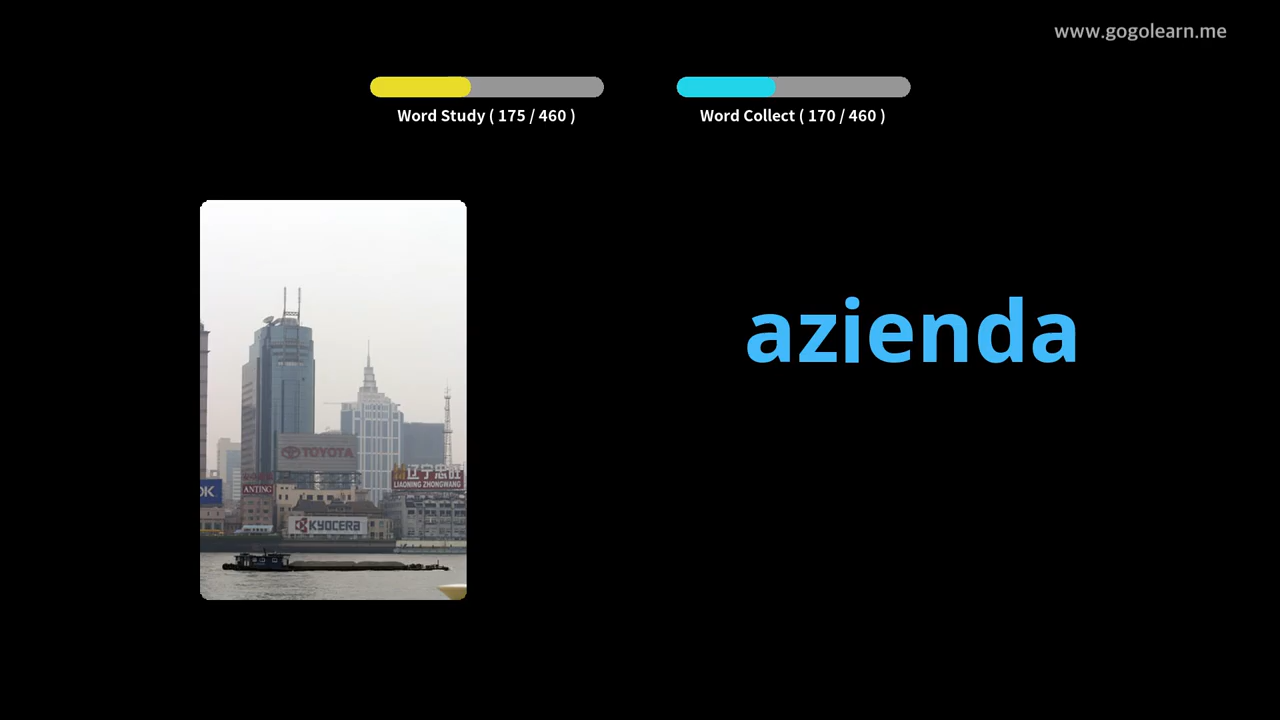 www.gogolearn.me
Word Study ( 175 / 460 )
Word Collect ( 170 / 460 )
azienda
TOYOTA
辽宁忠旺
LIAONING ZHONGWANG
OK
ANTING
KYOCERA